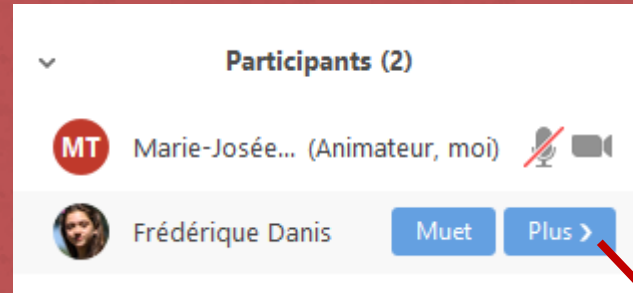 Participants (2)
MT Marie-Josée... (Animateur, moi)
Frédérique Danis Muet Plus ❯